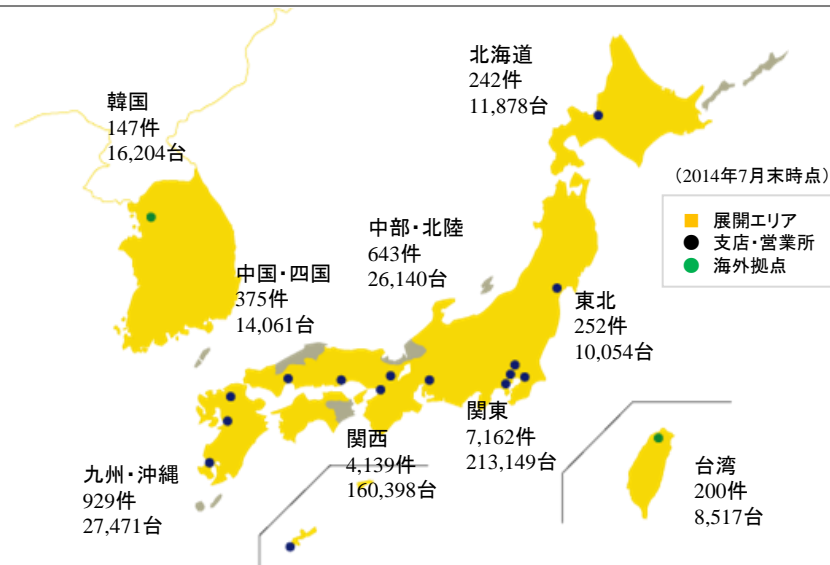 北海道
242件
11,878台
韓国
147件
16,204台
(2014年7月末時点)
展開エリア
支店・営業所
海外拠点
中部・北陸
643件
26,140台
中国・四国
375件
14,061台
東北
252件
10,054台
関東
7,162件
213,149台
関西
4,139件
160,398台
九州・沖縄
929件
27,471台
台湾
200件
8,517台